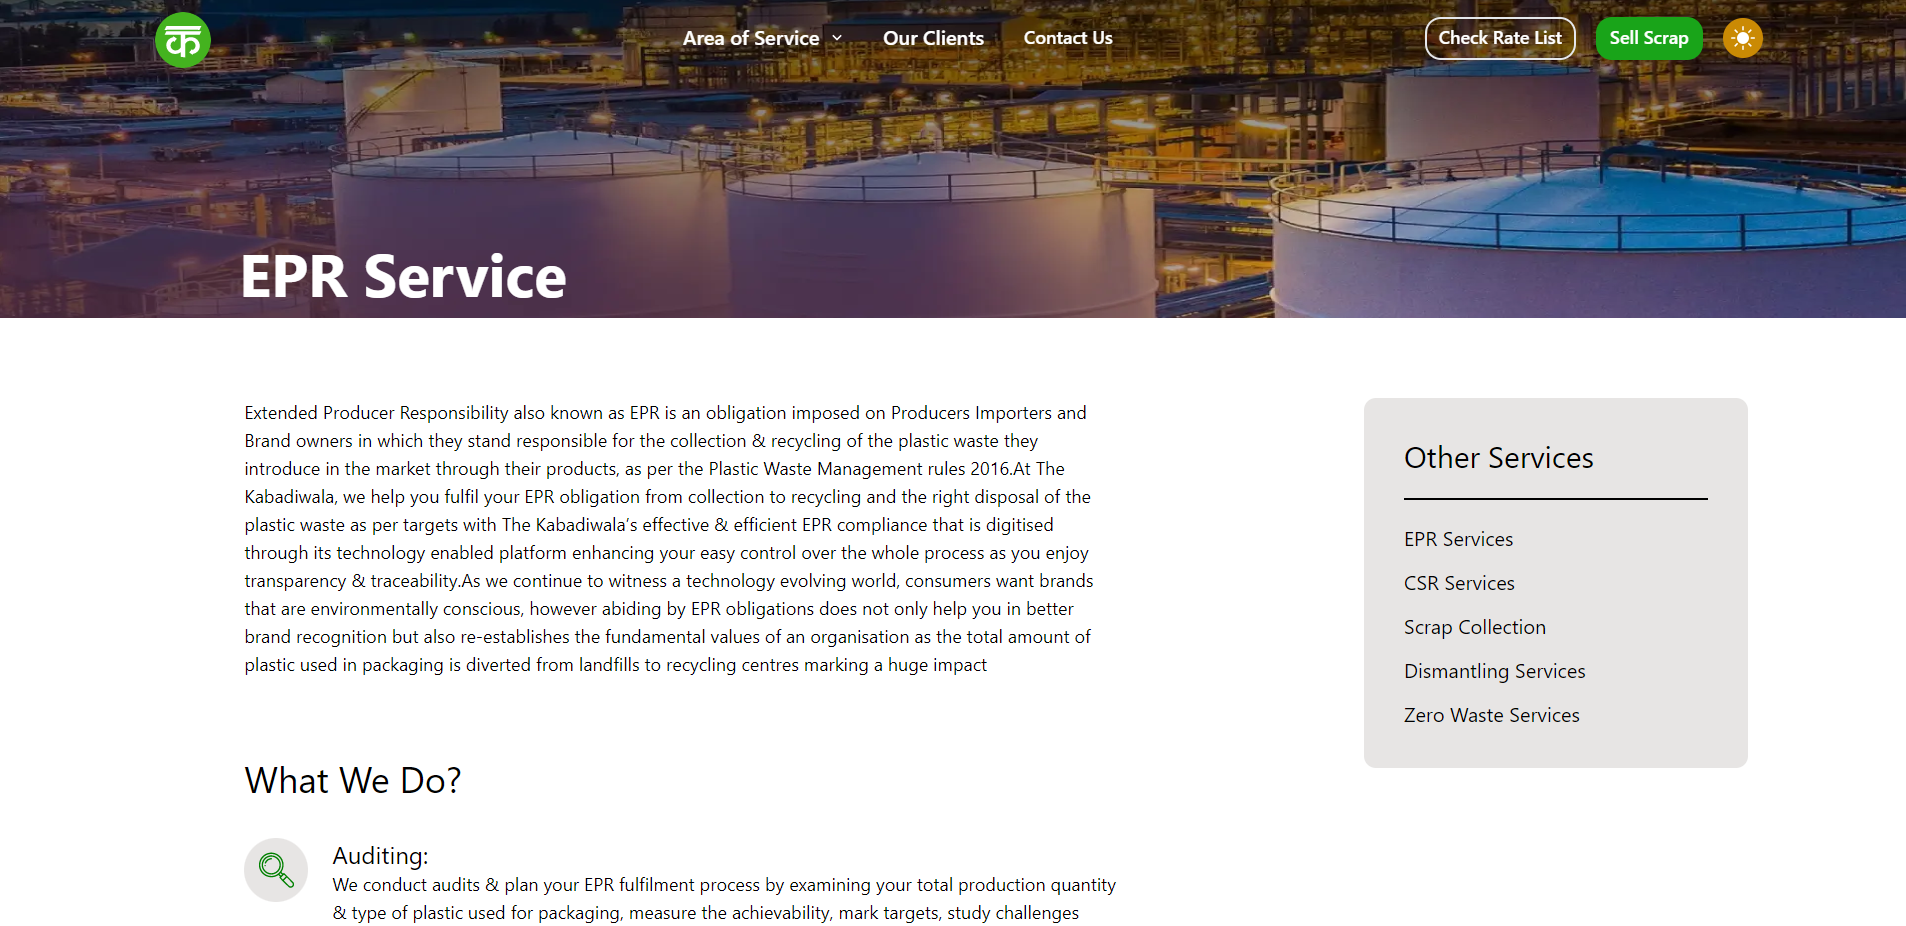 क
Area of Service
Our Clients
Contact Us
Check Rate List
Sell Scrap
EPR Service
Extended Producer Responsibility also known as EPR is an obligation imposed on Producers Importers and
Brand owners in which they stand responsible for the collection & recycling of the plastic waste they
introduce in the market through their products, as per the Plastic Waste Management rules 2016.At The
Kabadiwala, we help you fulfil your EPR obligation from collection to recycling and the right disposal of the
plastic waste as per targets with The Kabadiwala’s effective & efficient EPR compliance that is digitised
through its technology enabled platform enhancing your easy control over the whole process as you enjoy
transparency & traceability.As we continue to witness a technology evolving world, consumers want brands
that are environmentally conscious, however abiding by EPR obligations does not only help you in better
brand recognition but also re-establishes the fundamental values of an organisation as the total amount of
plastic used in packaging is diverted from landfills to recycling centres marking a huge impact
What We Do?
Auditing:
We conduct audits & plan your EPR fulfilment process by examining your total production quantity
& type of plastic used for packaging, measure the achievability, mark targets, study challenges
Other Services
EPR Services
CSR Services
Scrap Collection
Dismantling Services
Zero Waste Services